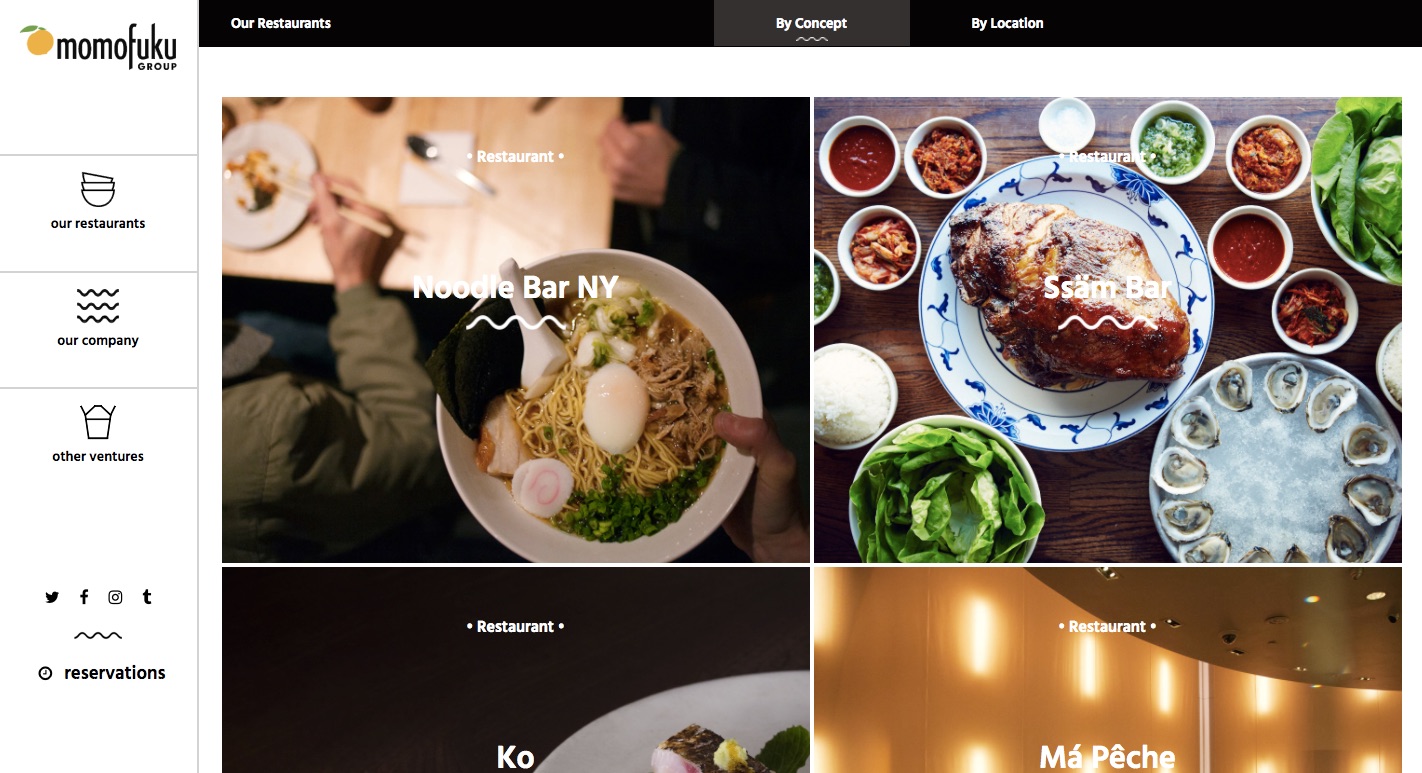 momofuku
GROUP
our restaurants
our company
other ventures
reservations
Our Restaurants
By Concept
By Location
• Restaurant •
Noodle Bar NY
• Restaurant •
Ssäm Bar
• Restaurant •
Ko
• Restaurant •
Má Pêche